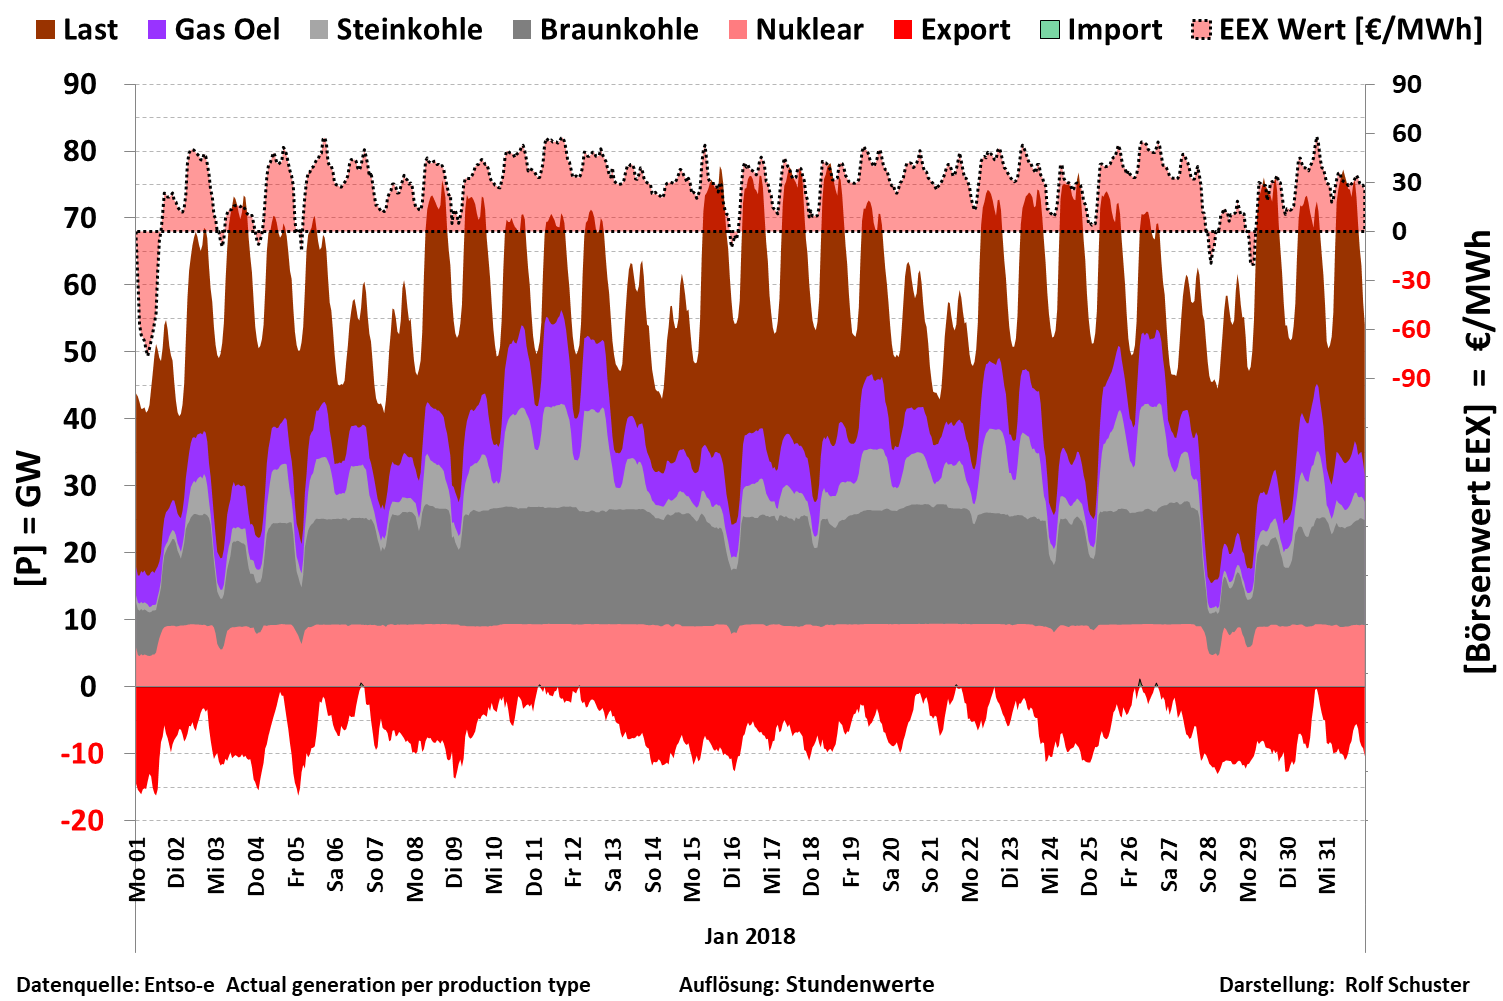 Last Gas Oel Steinkohle Braunkohle Nuklear Export Import EEX Wert [€/MWh]
90
80
70
60
50
40
30
20
10
0
-10
-20
[P] = GW
90
60
30
0
-30
-60
-90
[Börsenwert EEX] = €/MWh
Mo 01
Di 02
Mi 03
Do 04
Fr 05
Sa 06
So 07
Mo 08
Di 09
Mi 10
Do 11
Fr 12
Sa 13
So 14
Mo 15
Di 16
Mi 17
Do 18
Fr 19
Sa 20
So 21
Mo 22
Di 23
Mi 24
Do 25
Fr 26
Sa 27
So 28
Mo 29
Di 30
Mi 31
Jan 2018
Datenquelle: Entso-e Actual generation per production type Auflösung: Stundenwerte Darstellung: Rolf Schuster